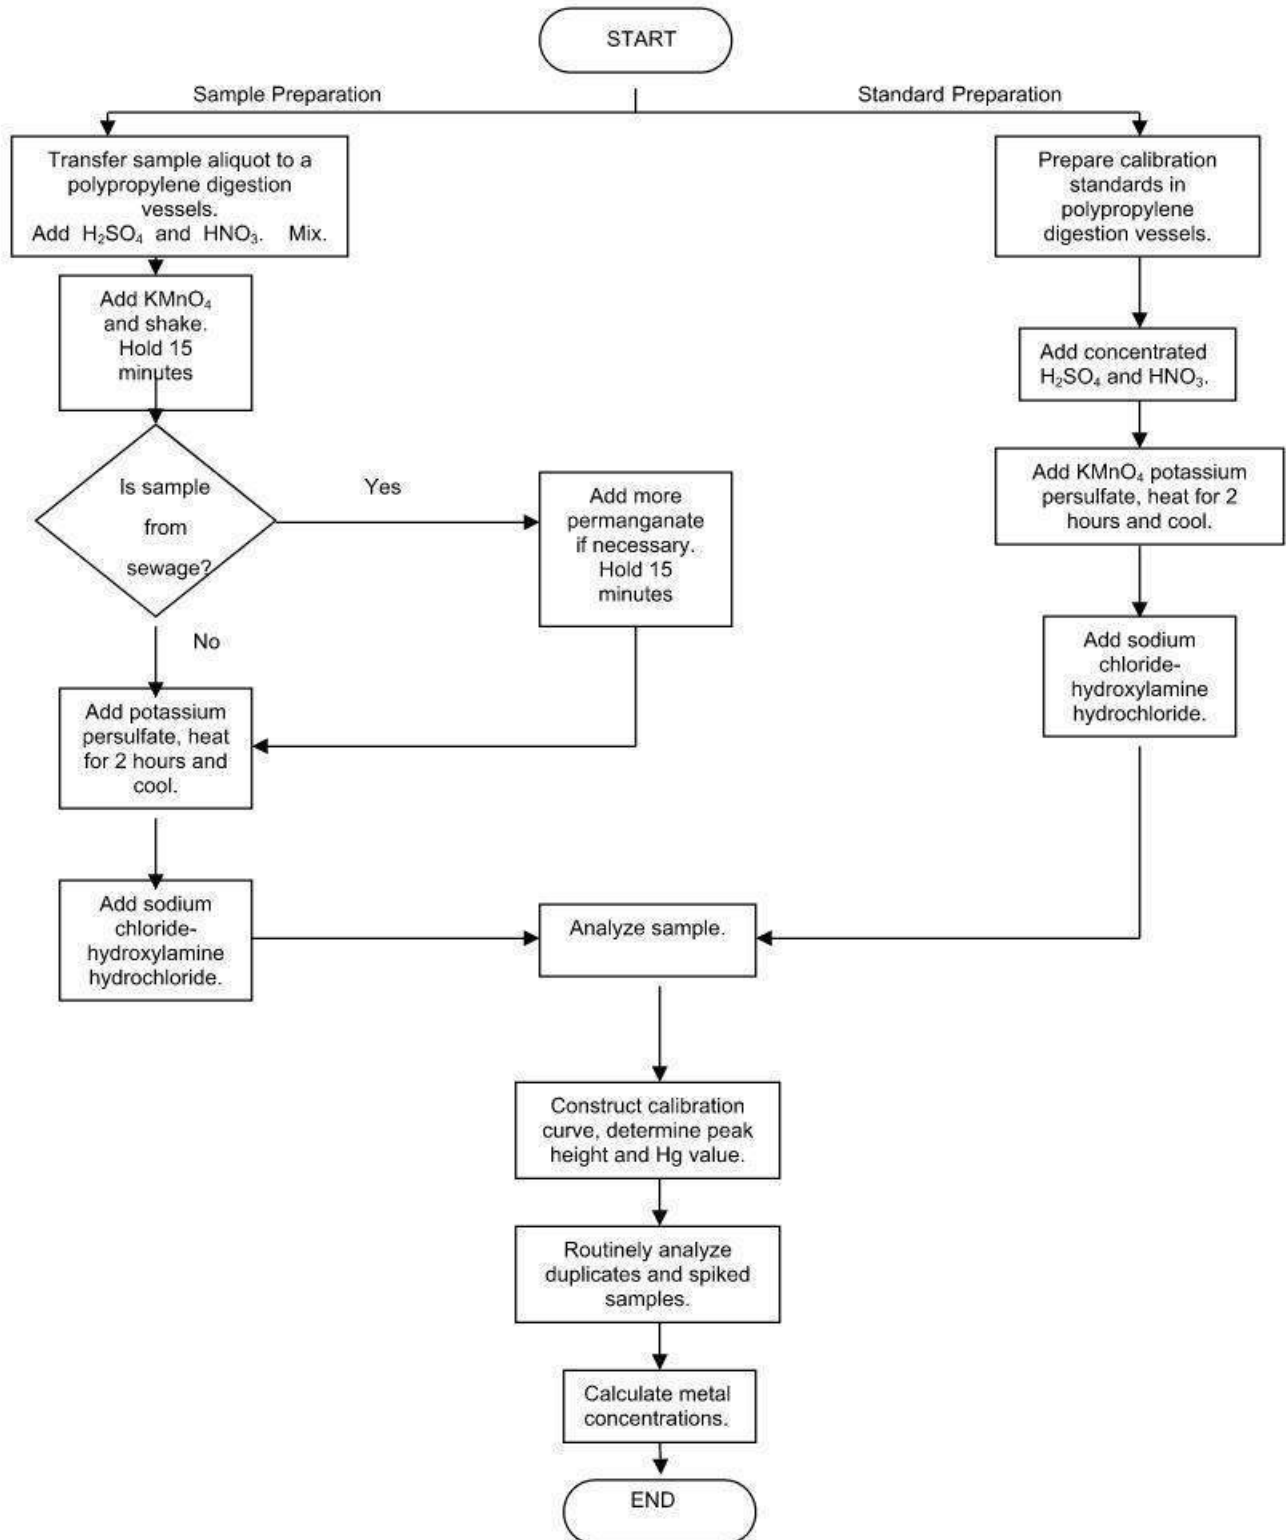 START
Sample Preparation
Standard Preparation
Transfer sample aliquot to a
polypropylene digestion
vessels.
Add H₂SO₄ and HNO₃. Mix.
Prepare calibration
standards in
polypropylene
digestion vessels.
Add KMnO₄
and shake.
Hold 15
minutes
Add concentrated
H₂SO₄ and HNO₃.
Is sample
from
sewage?
Yes
Add more
permanganate
if necessary.
Hold 15
minutes
Add KMnO₄ potassium
persulfate, heat for 2
hours and cool.
No
Add sodium
chloride-
hydroxylamine
hydrochloride.
Add potassium
persulfate, heat
for 2 hours and
cool.
Add sodium
chloride-
hydroxylamine
hydrochloride.
Analyze sample.
Construct calibration
curve, determine peak
height and Hg value.
Routinely analyze
duplicates and spiked
samples.
Calculate metal
concentrations.
END